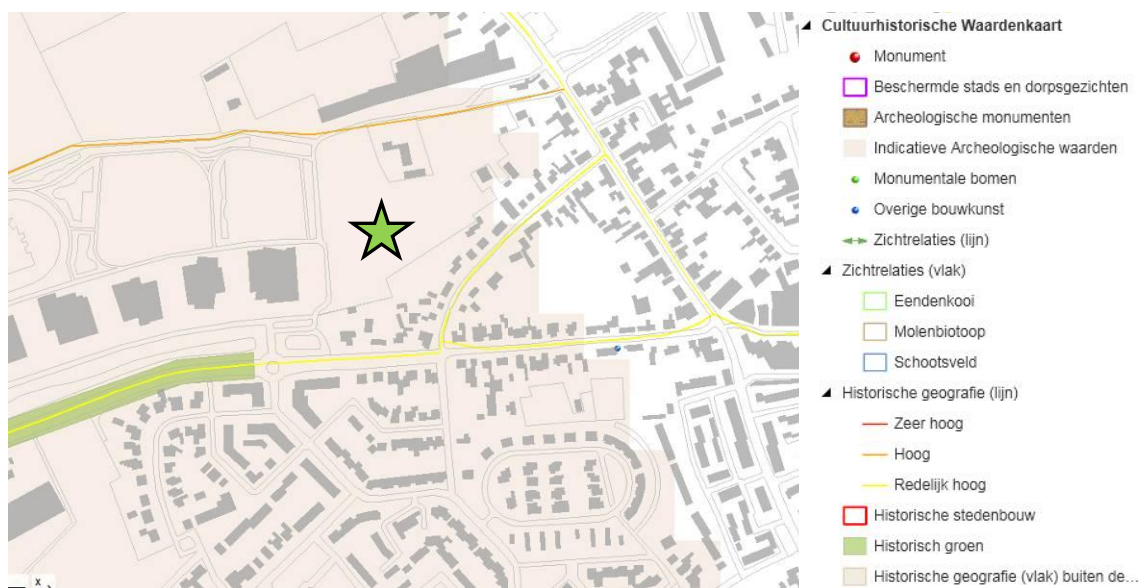 Cultuurhistorische Waardenkaart
Monument
Beschermde stads en dorpsgezichten
Archeologische monumenten
Indicatieve Archeologische waarden
Monumentale bomen
Overige bouwkunst
Zichtrelaties (lijn)
Zichtrelaties (vlak)
Eendenkooi
Molenbiotoop
Schootsveld
Historische geografie (lijn)
Zeer hoog
Hoog
Redelijk hoog
Historische stedenbouw
Historisch groen
Historische geografie (vlak) buiten de...
x